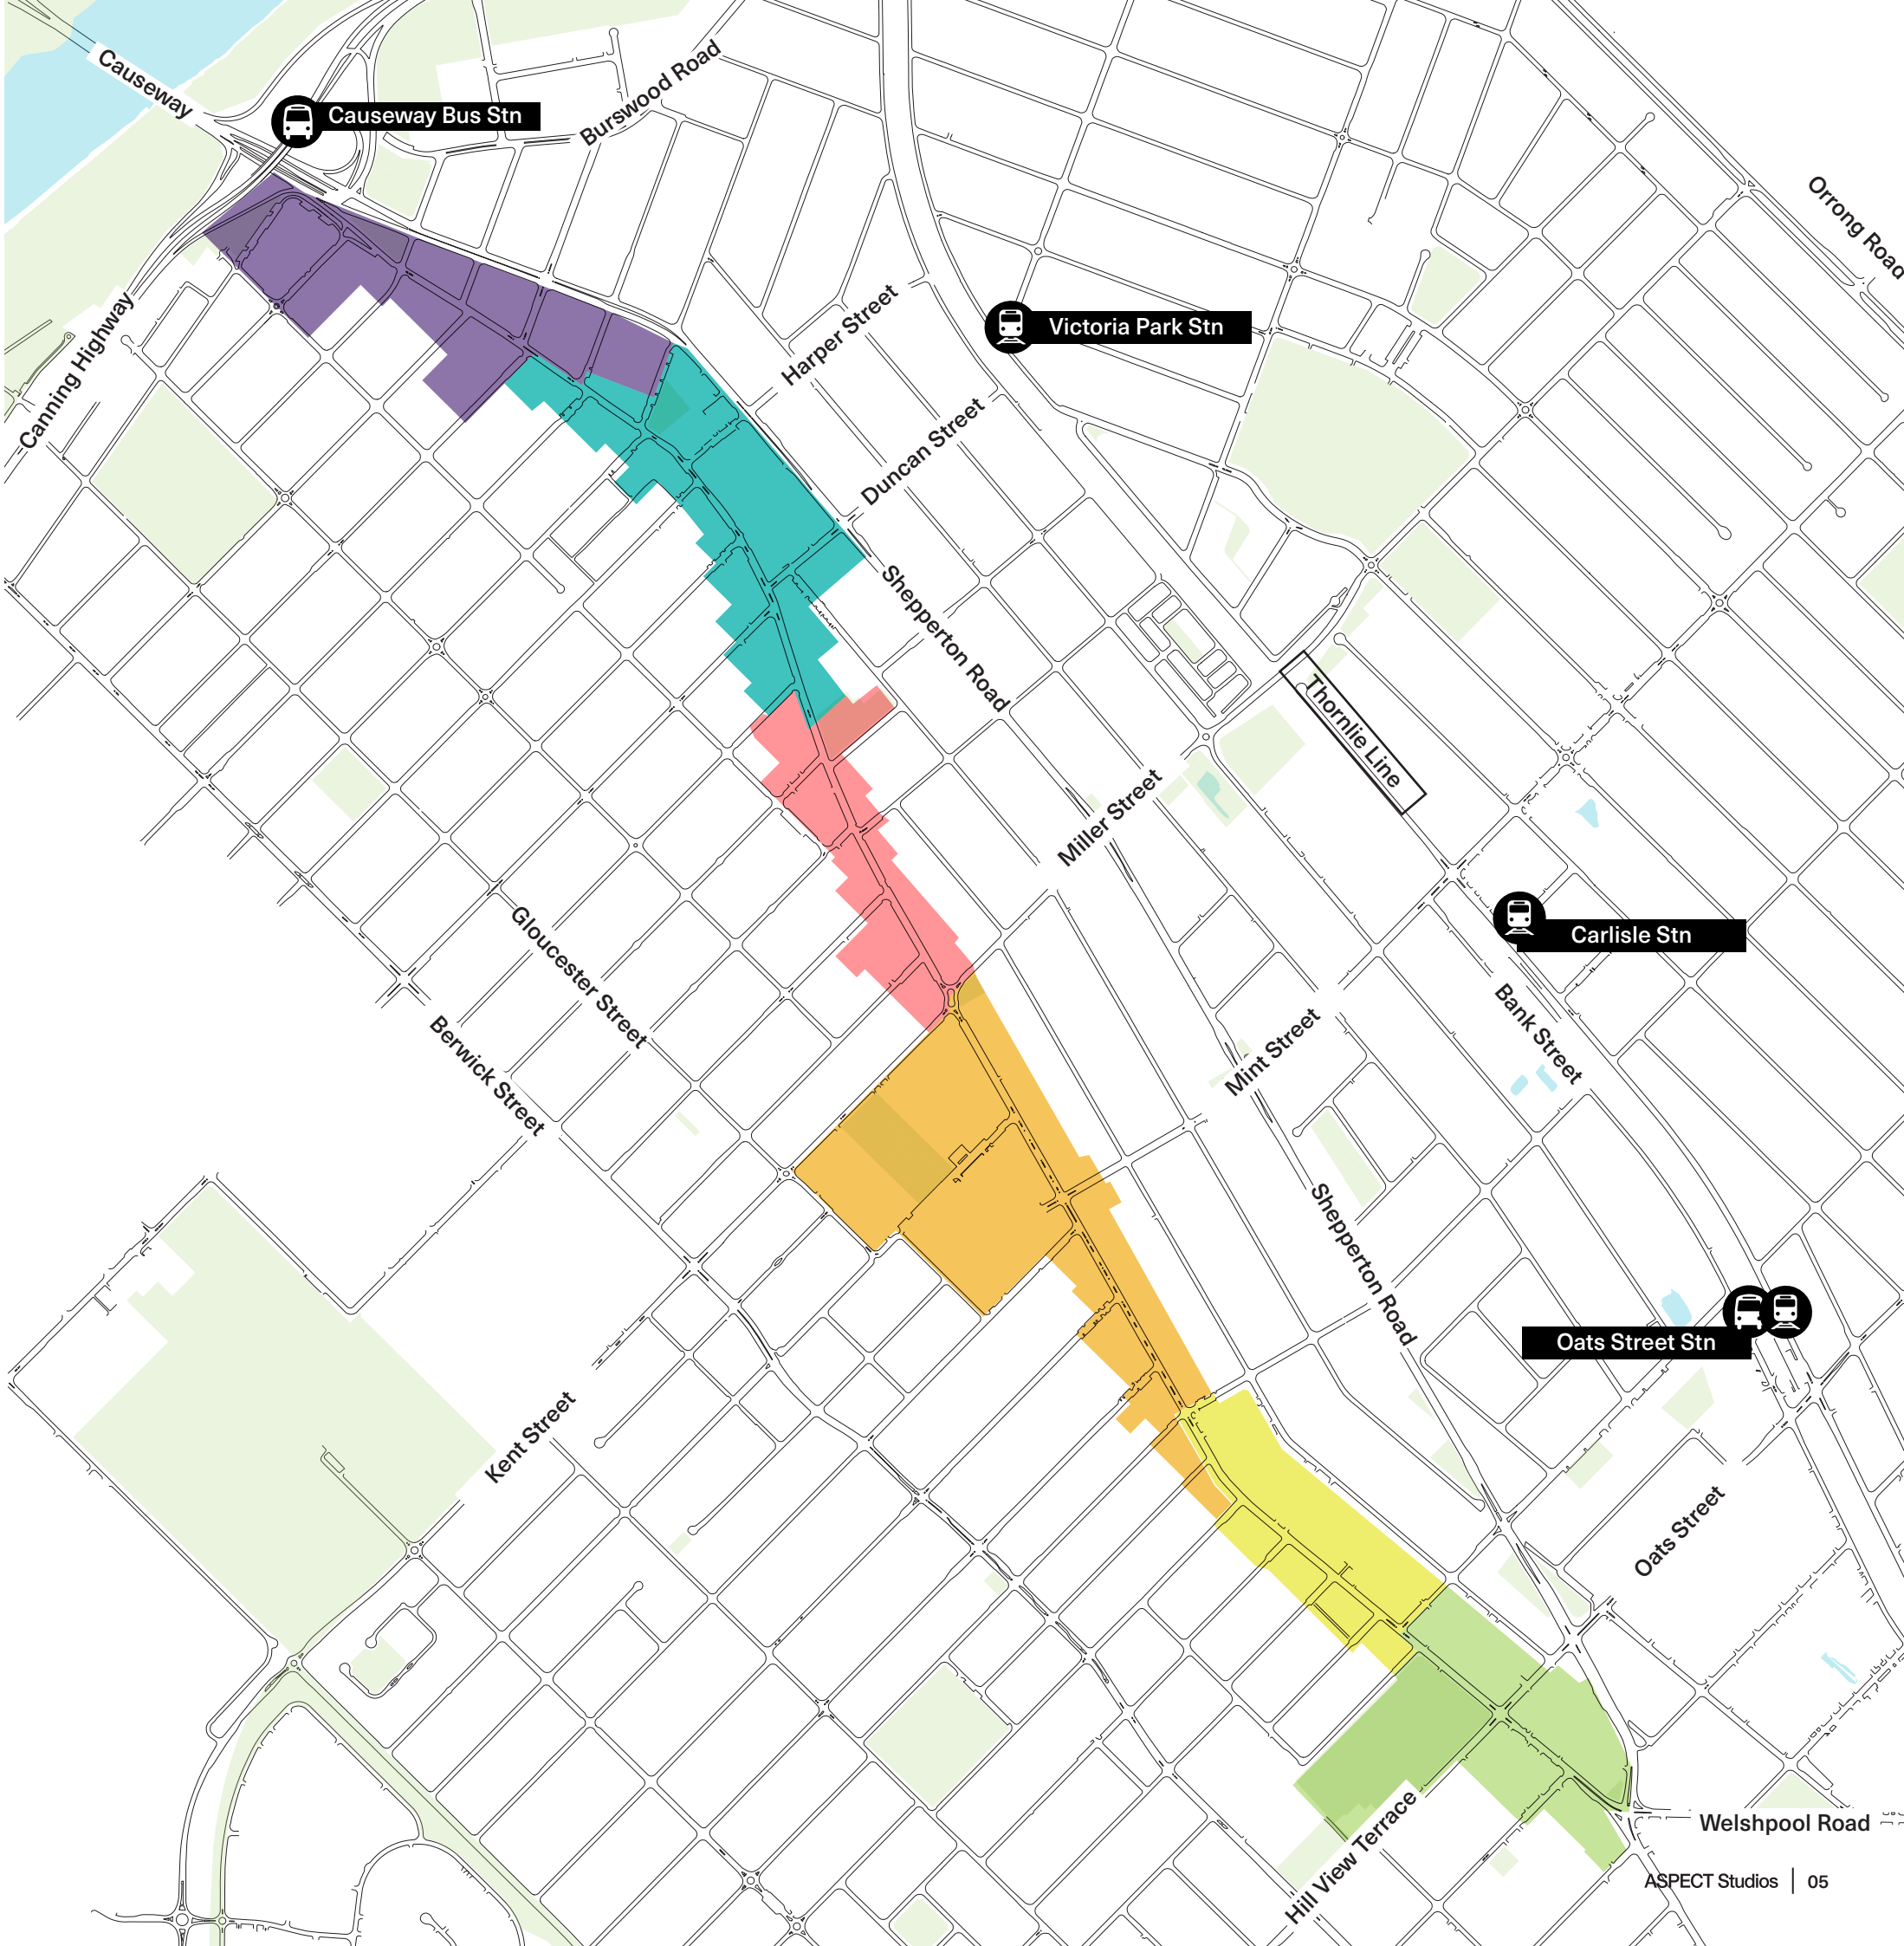 Causeway
Causeway Bus Stn
Burswood Road
Orrong Road
Canning Highway
Harper Street
Victoria Park Stn
Duncan Street
Shepperton Road
Thornlie Line
Miller Street
Carlisle Stn
Gloucester Street
Berwick Street
Bank Street
Mint Street
Shepperton Road
Oats Street Stn
Kent Street
Oats Street
Hill View Terrace
Welshpool Road
ASPECT Studios | 05